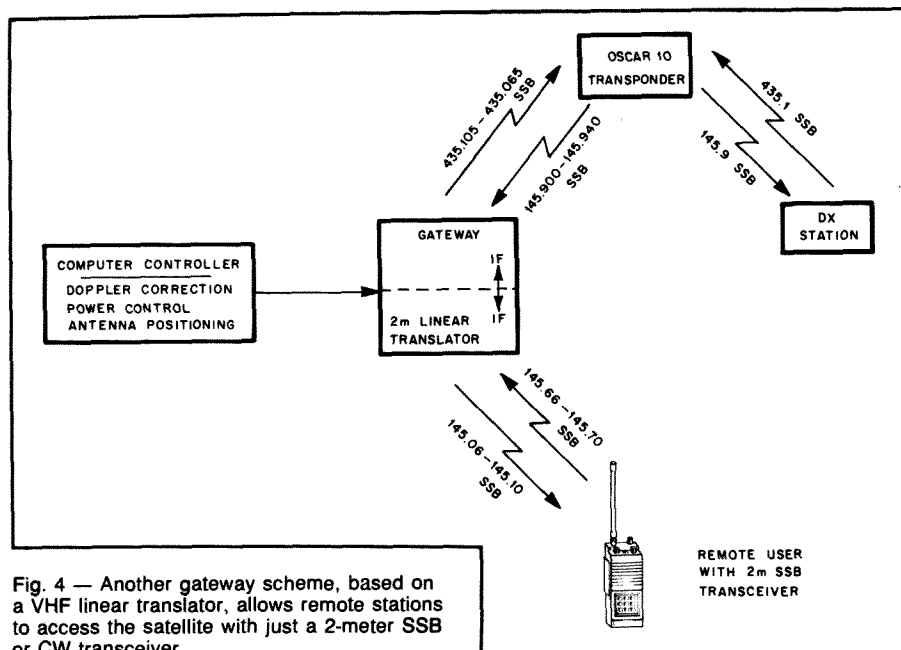 OSCAR 10
TRANSPONDER
435.105 – 435.065
SSB
145.900–145.940
SSB
435.1 SSB
145.9 SSB
DX
STATION
GATEWAY
IF
IF
2m LINEAR
TRANSLATOR
COMPUTER CONTROLLER
DOPPLER CORRECTION
POWER CONTROL
ANTENNA POSITIONING
145.66 – 145.70
SSB
145.06 – 145.10
SSB
REMOTE USER
WITH 2m SSB
TRANSCEIVER
Fig. 4 — Another gateway scheme, based on
a VHF linear translator, allows remote stations
to access the satellite with just a 2-meter SSB
or CW transceiver